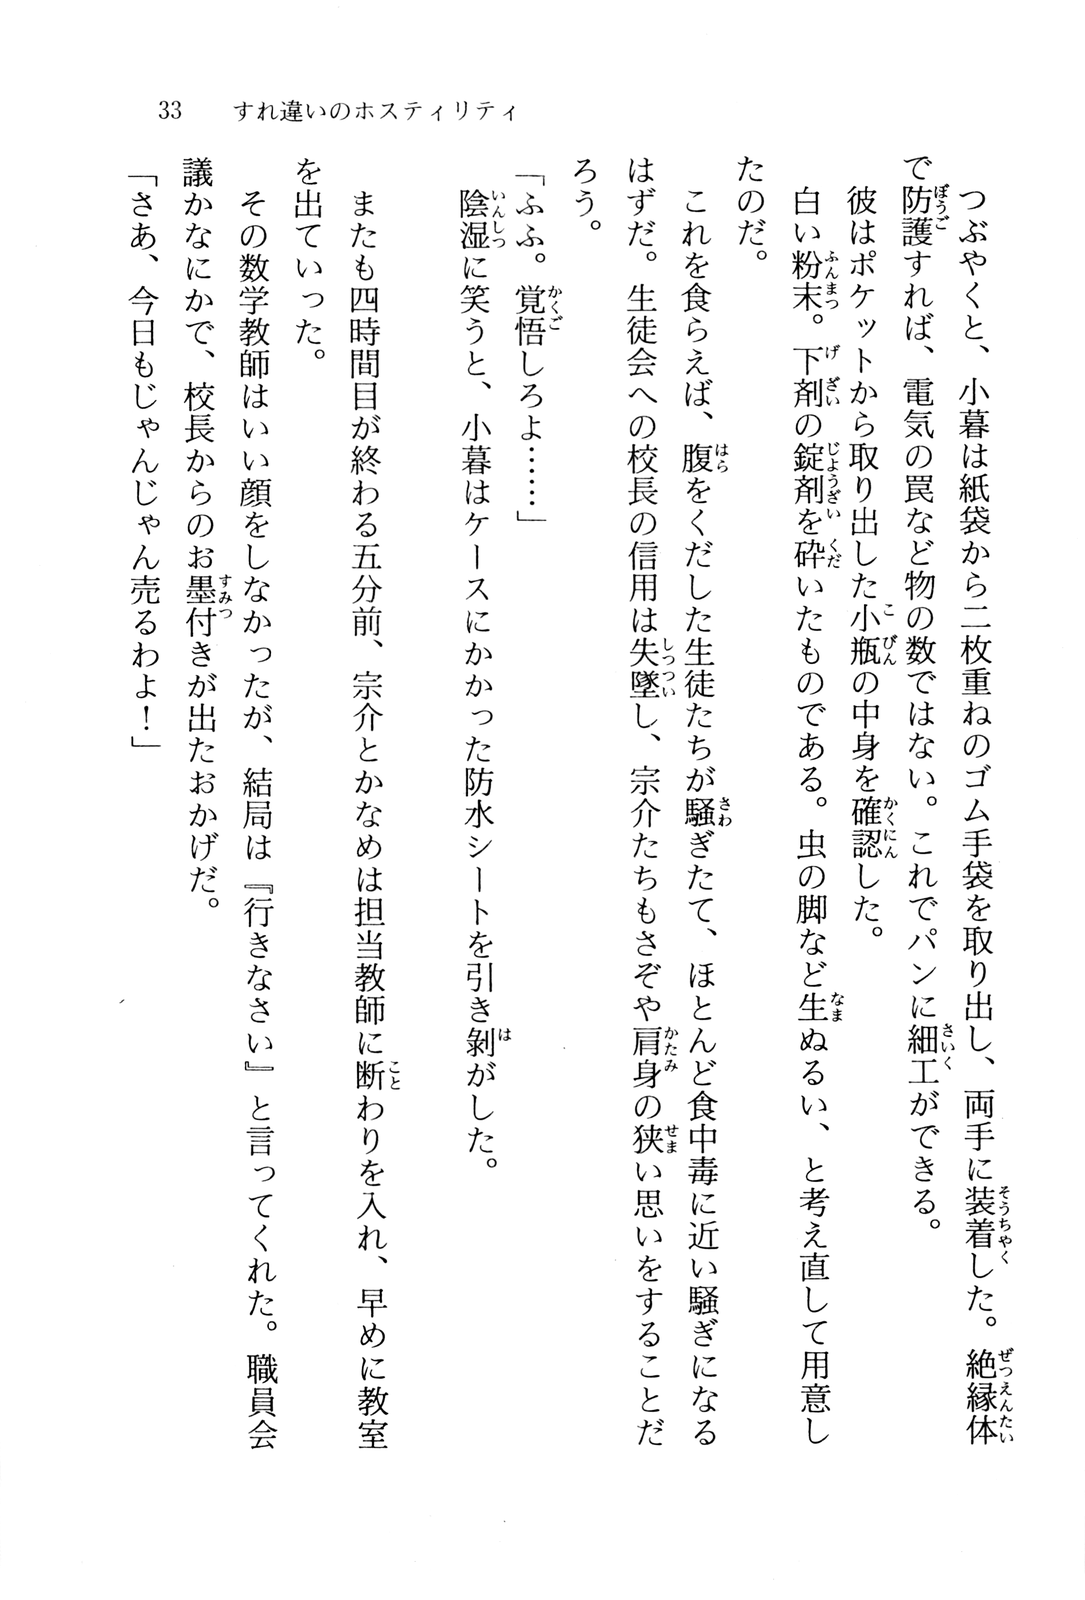 33　すれ違いのホスティリティ
　つぶやくと、小暮は紙袋から二枚重ねのゴム手袋を取り出し、両手に装着した。絶縁体
で防護すれば、電気の罠など物の数ではない。これでパンに細工ができる。
　彼はポケットから取り出した小瓶の中身を確認した。
　白い粉末。下剤の錠剤を砕いたものである。虫の脚など生ぬるい、と考え直して用意し
たのだ。
　これを食らえば、腹をくだした生徒たちが騒ぎたて、ほとんど食中毒に近い騒ぎになる
はずだ。生徒会への校長の信用は失墜し、宗介たちもさぞや肩身の狭い思いをすることだ
ろう。
「ふふ。覚悟しろよ……」
　陰湿に笑うと、小暮はケースにかかった防水シートを引き剝がした。
　またも四時間目が終わる五分前、宗介とかなめは担当教師に断わりを入れ、早めに教室
を出ていった。
　その数学教師はいい顔をしなかったが、結局は『行きなさい』と言ってくれた。職員会
議かなにかで、校長からのお墨付きが出たおかげだ。
「さあ、今日もじゃんじゃん売るわよ！」